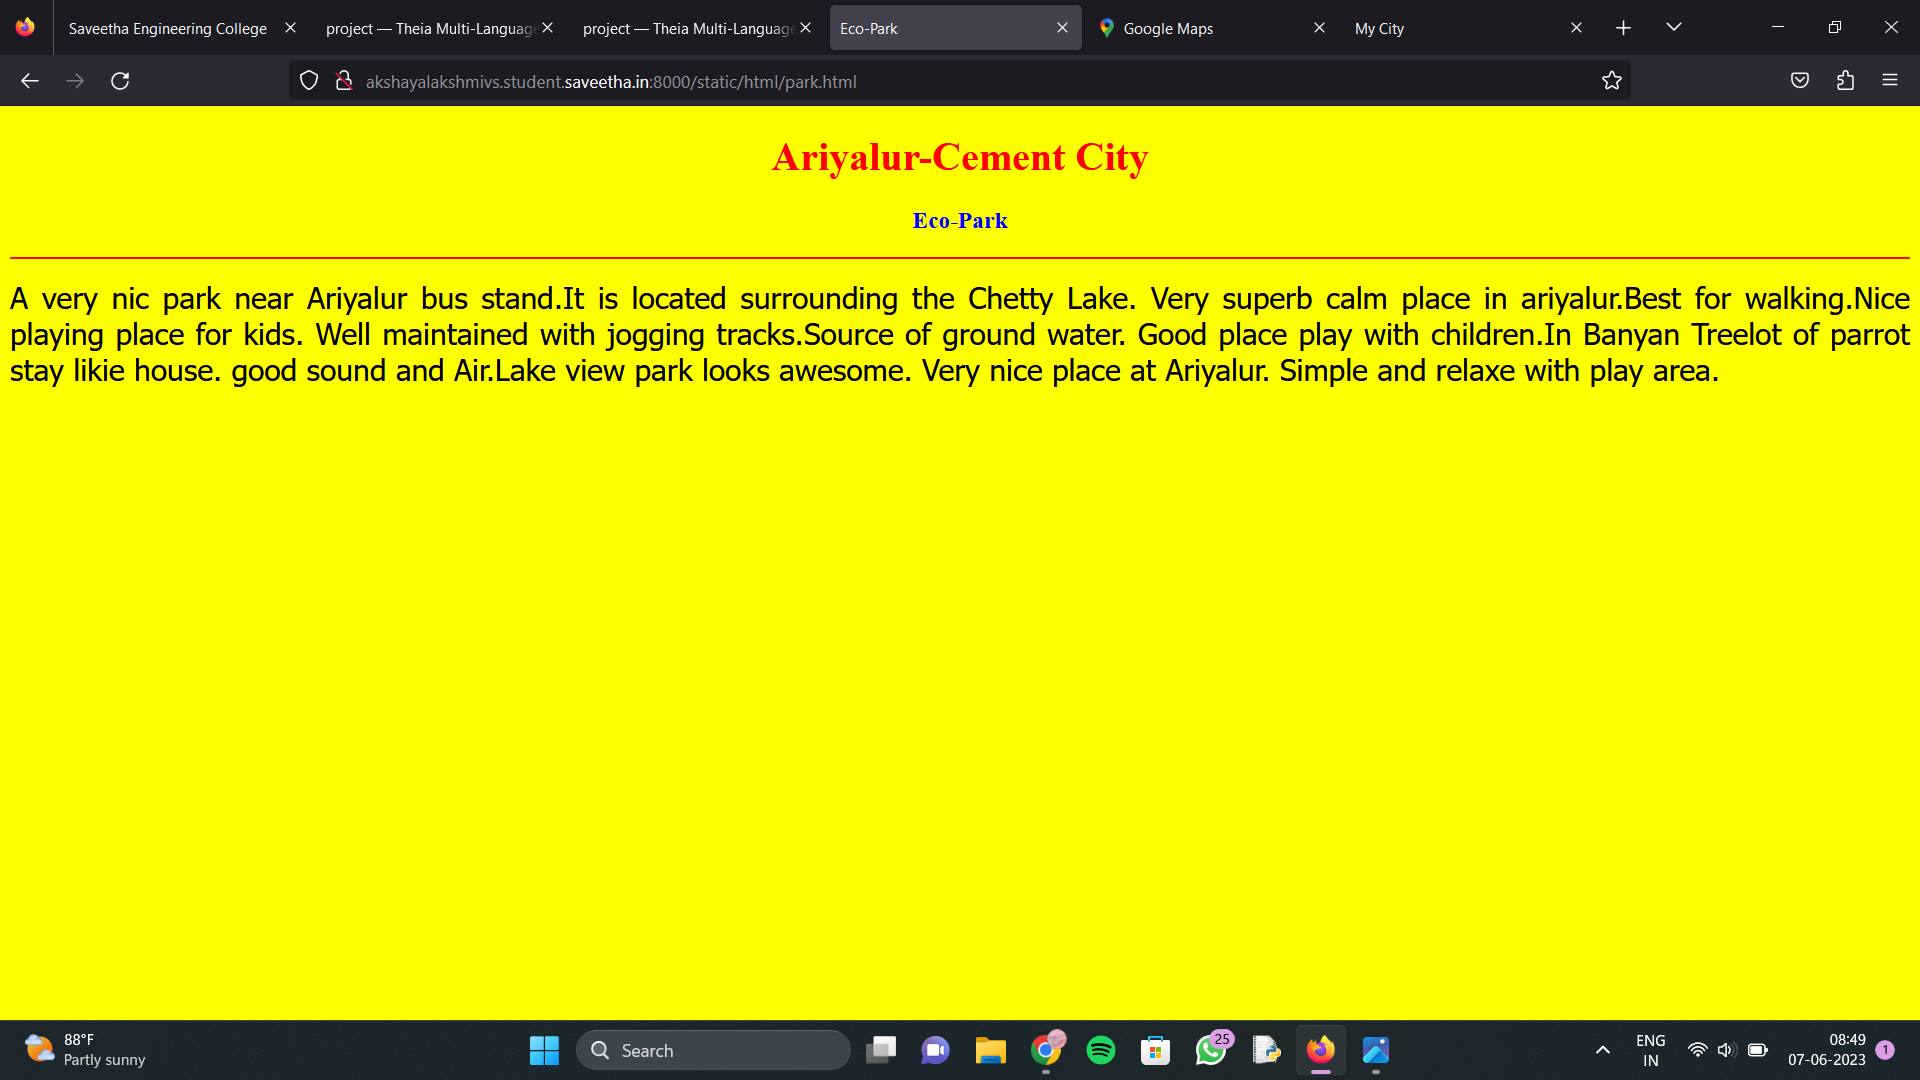 Saveetha Engineering College
project — Theia Multi-Language
project — Theia Multi-Language
Eco-Park
Google Maps
My City
akshayalakshmivs.student.saveetha.in:8000/static/html/park.html
Ariyalur-Cement City
Eco-Park
A very nic park near Ariyalur bus stand.It is located surrounding the Chetty Lake. Very superb calm place in ariyalur.Best for walking.Nice
playing place for kids. Well maintained with jogging tracks.Source of ground water. Good place play with children.In Banyan Treelot of parrot
stay likie house. good sound and Air.Lake view park looks awesome. Very nice place at Ariyalur. Simple and relaxe with play area.
88°F
Partly sunny
Search
25
ENG
IN
08:49
07-06-2023
1